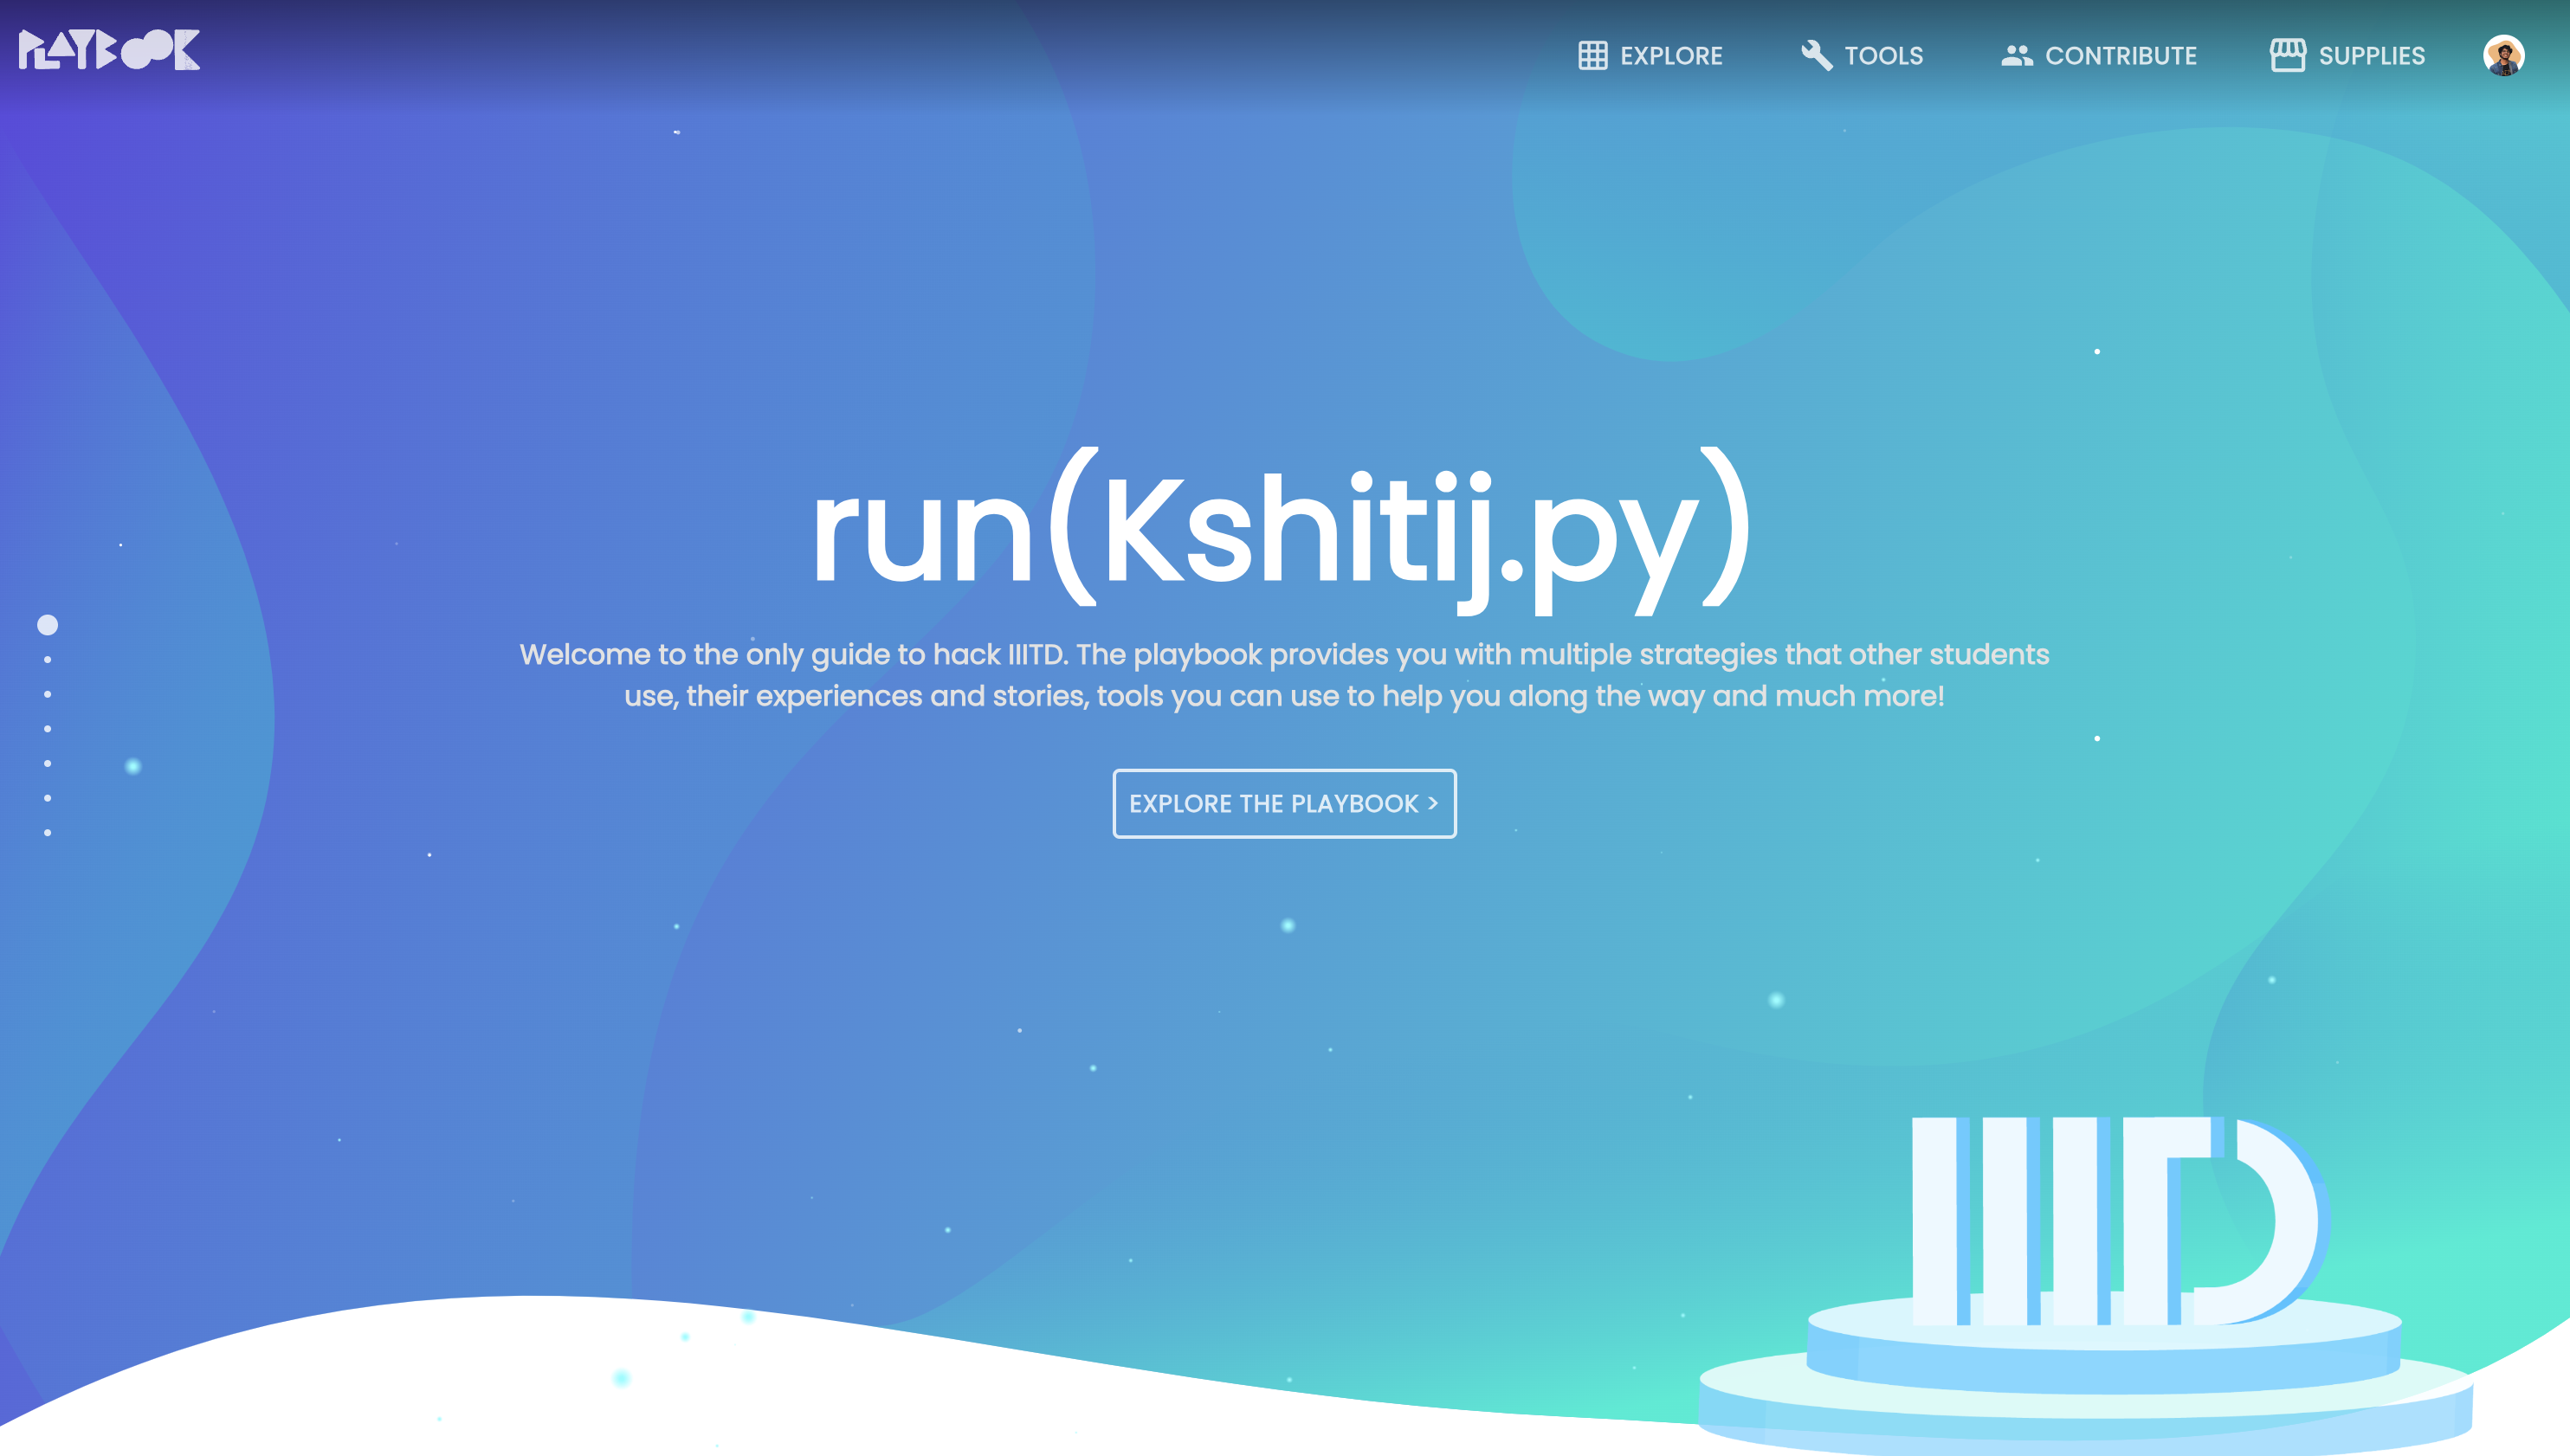 PLAYBOOK
EXPLORE TOOLS CONTRIBUTE SUPPLIES
run(Kshitij.py)
Welcome to the only guide to hack IIITD. The playbook provides you with multiple strategies that other students
use, their experiences and stories, tools you can use to help you along the way and much more!
EXPLORE THE PLAYBOOK >
IIITD